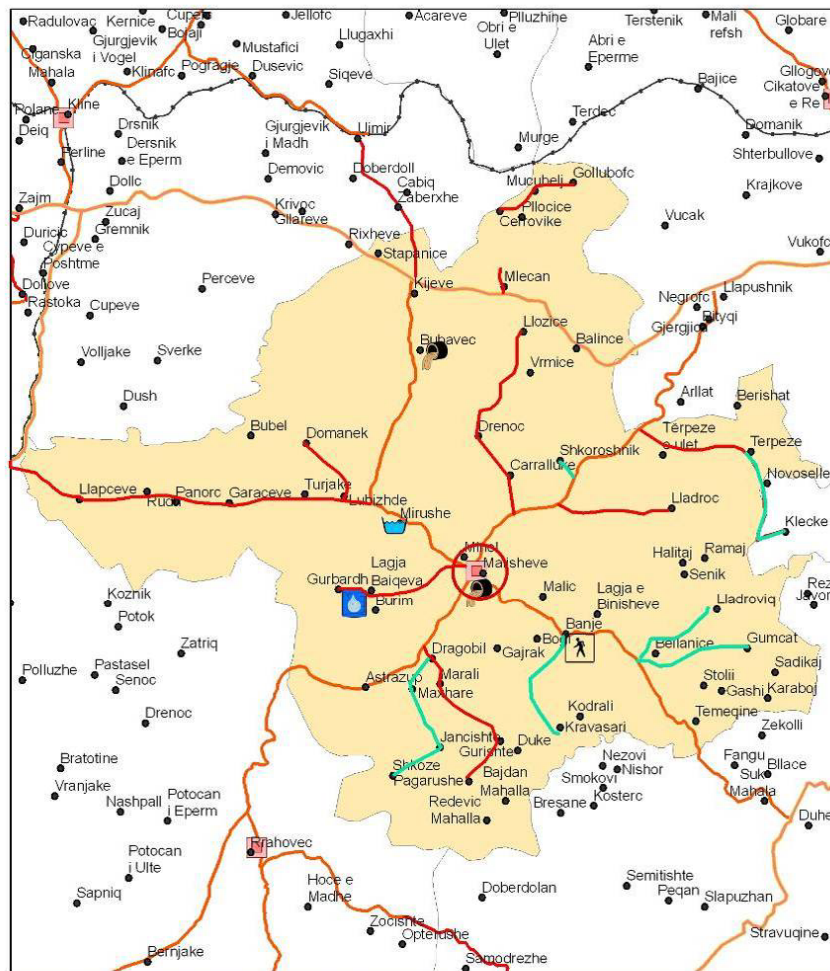 Radulovac
Kernice
Jellofc
Acareve
Plluzhine
Terstenik
Mali
refsh
Globare
Gjurgjevik
i Vogel
Bokaji
Mustafici
Llugaxhi
Obri e
Ulet
Abri e
Eperme
Ciganska
Mahala
Klinafc
Pogragje
Dusevic
Siqeve
Bajice
Gllogovc
Cikatove
e Re
Polane
Kline
Deiq
Drsnik
Dersnik
e Eperm
Gjurgjevik
i Madh
Ujmir
Murge
Terdec
Domanik
Perline
Demovic
Doberdoll
Shterbullove
Dollc
Cabiq
Zaberxhe
Mucubeli
Gollubofc
Krajkove
Zajm
Zucaj
Gremnik
Krivoc
Gllareve
Pllocice
Cerrovike
Vucak
Duricic
Cypeve e
Poshtme
Rixheve
Stapanice
Vukofc
Dollove
Rastoka
Perceve
Kijeve
Mlecan
Llapushnik
Negrofc
Cupeve
Llozice
Gjergjica
Bityqi
Volljake
Sverke
Bubavec
Balince
Vrmice
Dush
Arllat
Berishat
Bubel
Domanek
Drenoc
Shkoroshnik
Terpeze
e ulet
Terpeze
Carralluke
Novoselle
Llapceve
Panorc
Garaceve
Turjake
Lubizhde
Lladroc
Mirushe
Klecke
Malisheve
Halitaj
Ramaj
Senik
Lagja
Baiqeva
Gurbardh
Burim
Malic
Lagja e
Binisheve
Koznik
Potok
Lladroviq
Banje
Zatriq
Dragobil
Gajrak
Bellanice
Gumcat
Polluzhe
Pastasel
Senoc
Astrazup
Marali
Maxhare
Stolii
Gashi
Sadikaj
Karaboj
Drenoc
Kodrali
Kravasari
Temeqine
Jancishte
Gurishte
Duke
Zekolli
Bratotine
Shkoze
Pagarushe
Bajdan
Mahalla
Nezovi
Nishor
Fangu
Suk
Mahala
Bllace
Smokovi
Kosterc
Vranjake
Nashpall
Potocan
i Eperm
Redevic
Mahalla
Bresane
Duhel
Rrahovec
Potocan
i Ulte
Sapniq
Hoce e
Madhe
Doberdolan
Semitishte
Peqan
Slapuzhan
Zocishte
Opterushe
Stravuqine
Bernjake
Samodrezhe